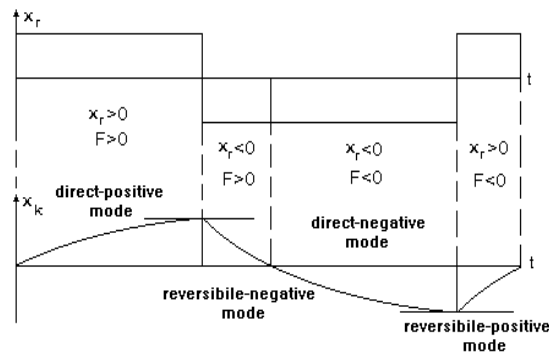 x_r
t
x_r>0
F>0
x_r<0
F>0
x_r<0
F<0
x_r>0
F<0
x_k
direct-positive
mode
direct-negative
mode
t
reversibile-negative
mode
reversibile-positive
mode